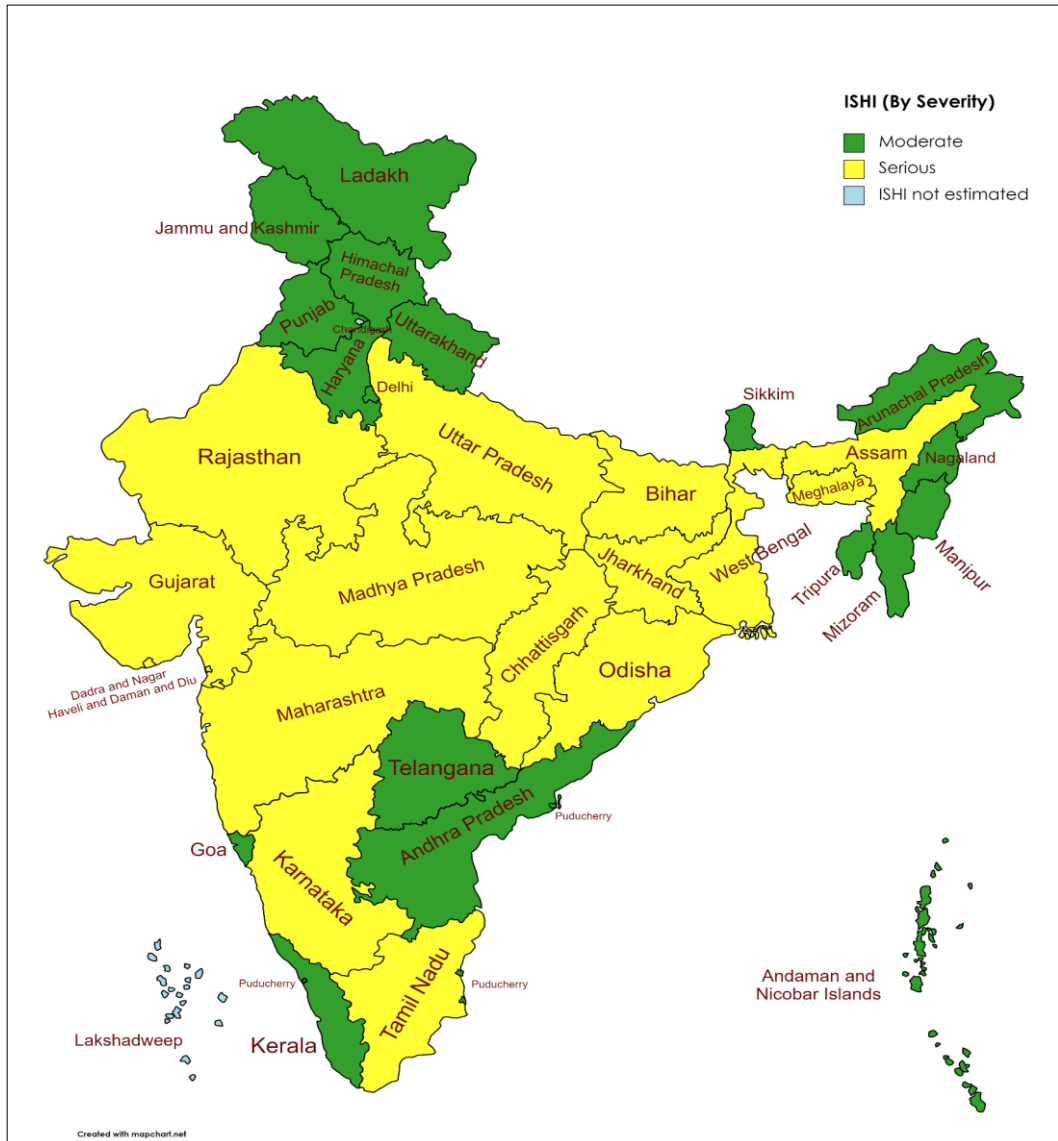 ISHI (By Severity)
Moderate
Serious
ISHI not estimated
Ladakh
Jammu and Kashmir
Himachal
Pradesh
Punjab
Chandigarh
Uttarakhand
Haryana
Delhi
Sikkim
Arunachal Pradesh
Rajasthan
Uttar Pradesh
Assam
Nagaland
Bihar
Meghalaya
Gujarat
Madhya Pradesh
Jharkhand
West Bengal
Tripura
Manipur
Mizoram
Chhattisgarh
Odisha
Dadra and Nagar
Haveli and Daman and Diu
Maharashtra
Telangana
Andhra Pradesh
Puducherry
Goa
Karnataka
Puducherry
Tamil Nadu
Puducherry
Andaman and
Nicobar Islands
Lakshadweep
Kerala
Created with mapchart.net